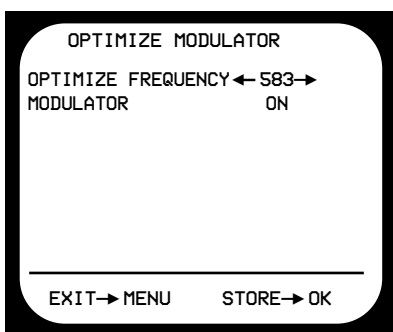 OPTIMIZE MODULATOR
OPTIMIZE FREQUENCY ← 583 →
MODULATOR ON
EXIT → MENU STORE → OK